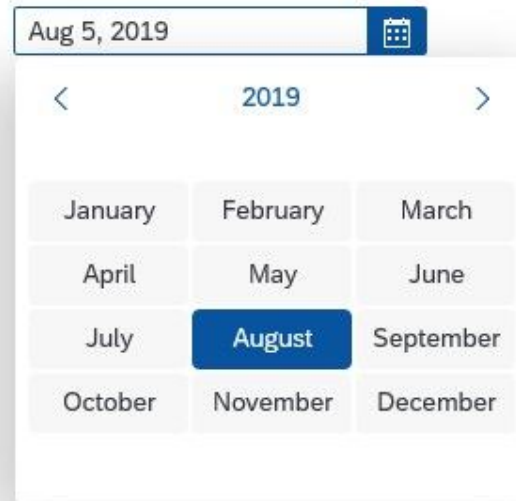 Aug 5, 2019
2019
January February March
April May June
July August September
October November December